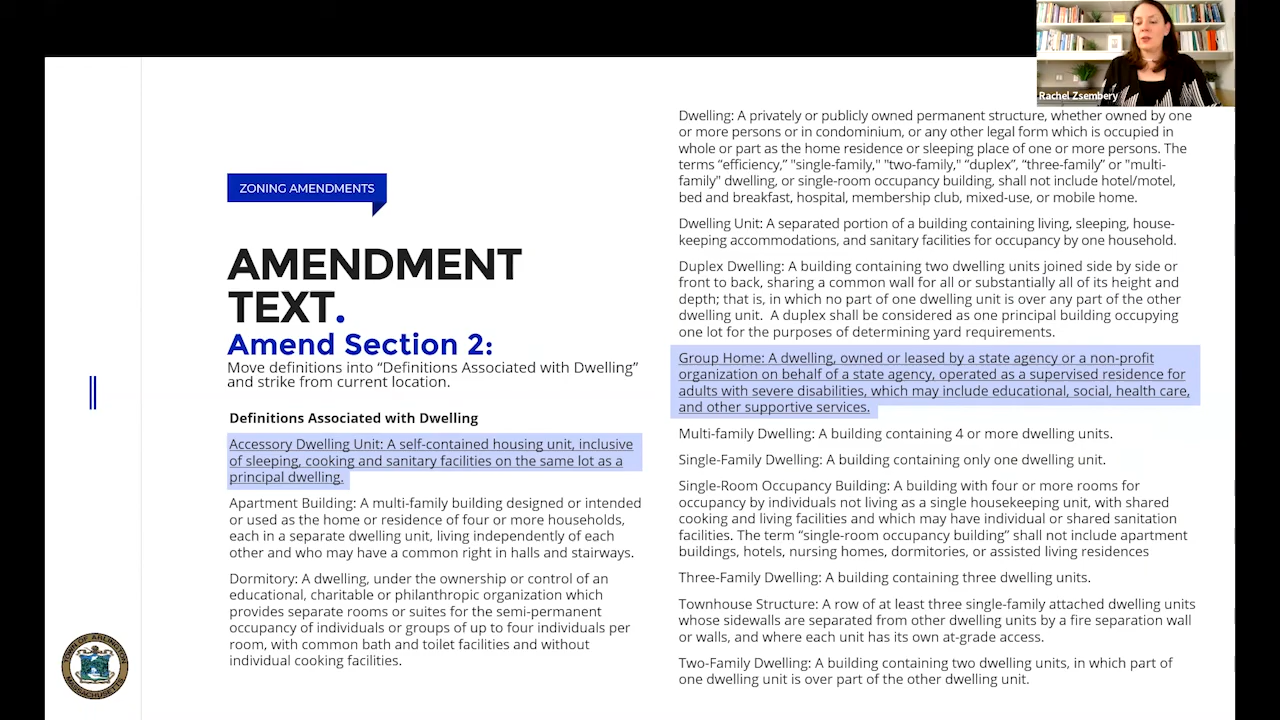 Rachel Zsembery
ZONING AMENDMENTS
AMENDMENT
TEXT.
Amend Section 2:
Move definitions into “Definitions Associated with Dwelling”
and strike from current location.
Definitions Associated with Dwelling
Accessory Dwelling Unit: A self-contained housing unit, inclusive
of sleeping, cooking and sanitary facilities on the same lot as a
principal dwelling.
Apartment Building: A multi-family building designed or intended
or used as the home or residence of four or more households,
each in a separate dwelling unit, living independently of each
other and who may have a common right in halls and stairways.
Dormitory: A dwelling, under the ownership or control of an
educational, charitable or philanthropic organization which
provides separate rooms or suites for the semi-permanent
occupancy of individuals or groups of up to four individuals per
room, with common bath and toilet facilities and without
individual cooking facilities.
Dwelling: A privately or publicly owned permanent structure, whether owned by one
or more persons or in condominium, or any other legal form which is occupied in
whole or part as the home residence or sleeping place of one or more persons. The
terms “efficiency,” "single-family," "two-family," “duplex”, “three-family” or "multi-
family" dwelling, or single-room occupancy building, shall not include hotel/motel,
bed and breakfast, hospital, membership club, mixed-use, or mobile home.
Dwelling Unit: A separated portion of a building containing living, sleeping, house-
keeping accommodations, and sanitary facilities for occupancy by one household.
Duplex Dwelling: A building containing two dwelling units joined side by side or
front to back, sharing a common wall for all or substantially all of its height and
depth; that is, in which no part of one dwelling unit is over any part of the other
dwelling unit. A duplex shall be considered as one principal building occupying
one lot for the purposes of determining yard requirements.
Group Home: A dwelling, owned or leased by a state agency or a non-profit
organization on behalf of a state agency, operated as a supervised residence for
adults with severe disabilities, which may include educational, social, health care,
and other supportive services.
Multi-family Dwelling: A building containing 4 or more dwelling units.
Single-Family Dwelling: A building containing only one dwelling unit.
Single-Room Occupancy Building: A building with four or more rooms for
occupancy by individuals not living as a single housekeeping unit, with shared
cooking and living facilities and which may have individual or shared sanitation
facilities. The term “single-room occupancy building” shall not include apartment
buildings, hotels, nursing homes, dormitories, or assisted living residences
Three-Family Dwelling: A building containing three dwelling units.
Townhouse Structure: A row of at least three single-family attached dwelling units
whose sidewalls are separated from other dwelling units by a fire separation wall
or walls, and where each unit has its own at-grade access.
Two-Family Dwelling: A building containing two dwelling units, in which part of
one dwelling unit is over part of the other dwelling unit.
TOWN OF ARLINGTON
MASSACHUSETTS